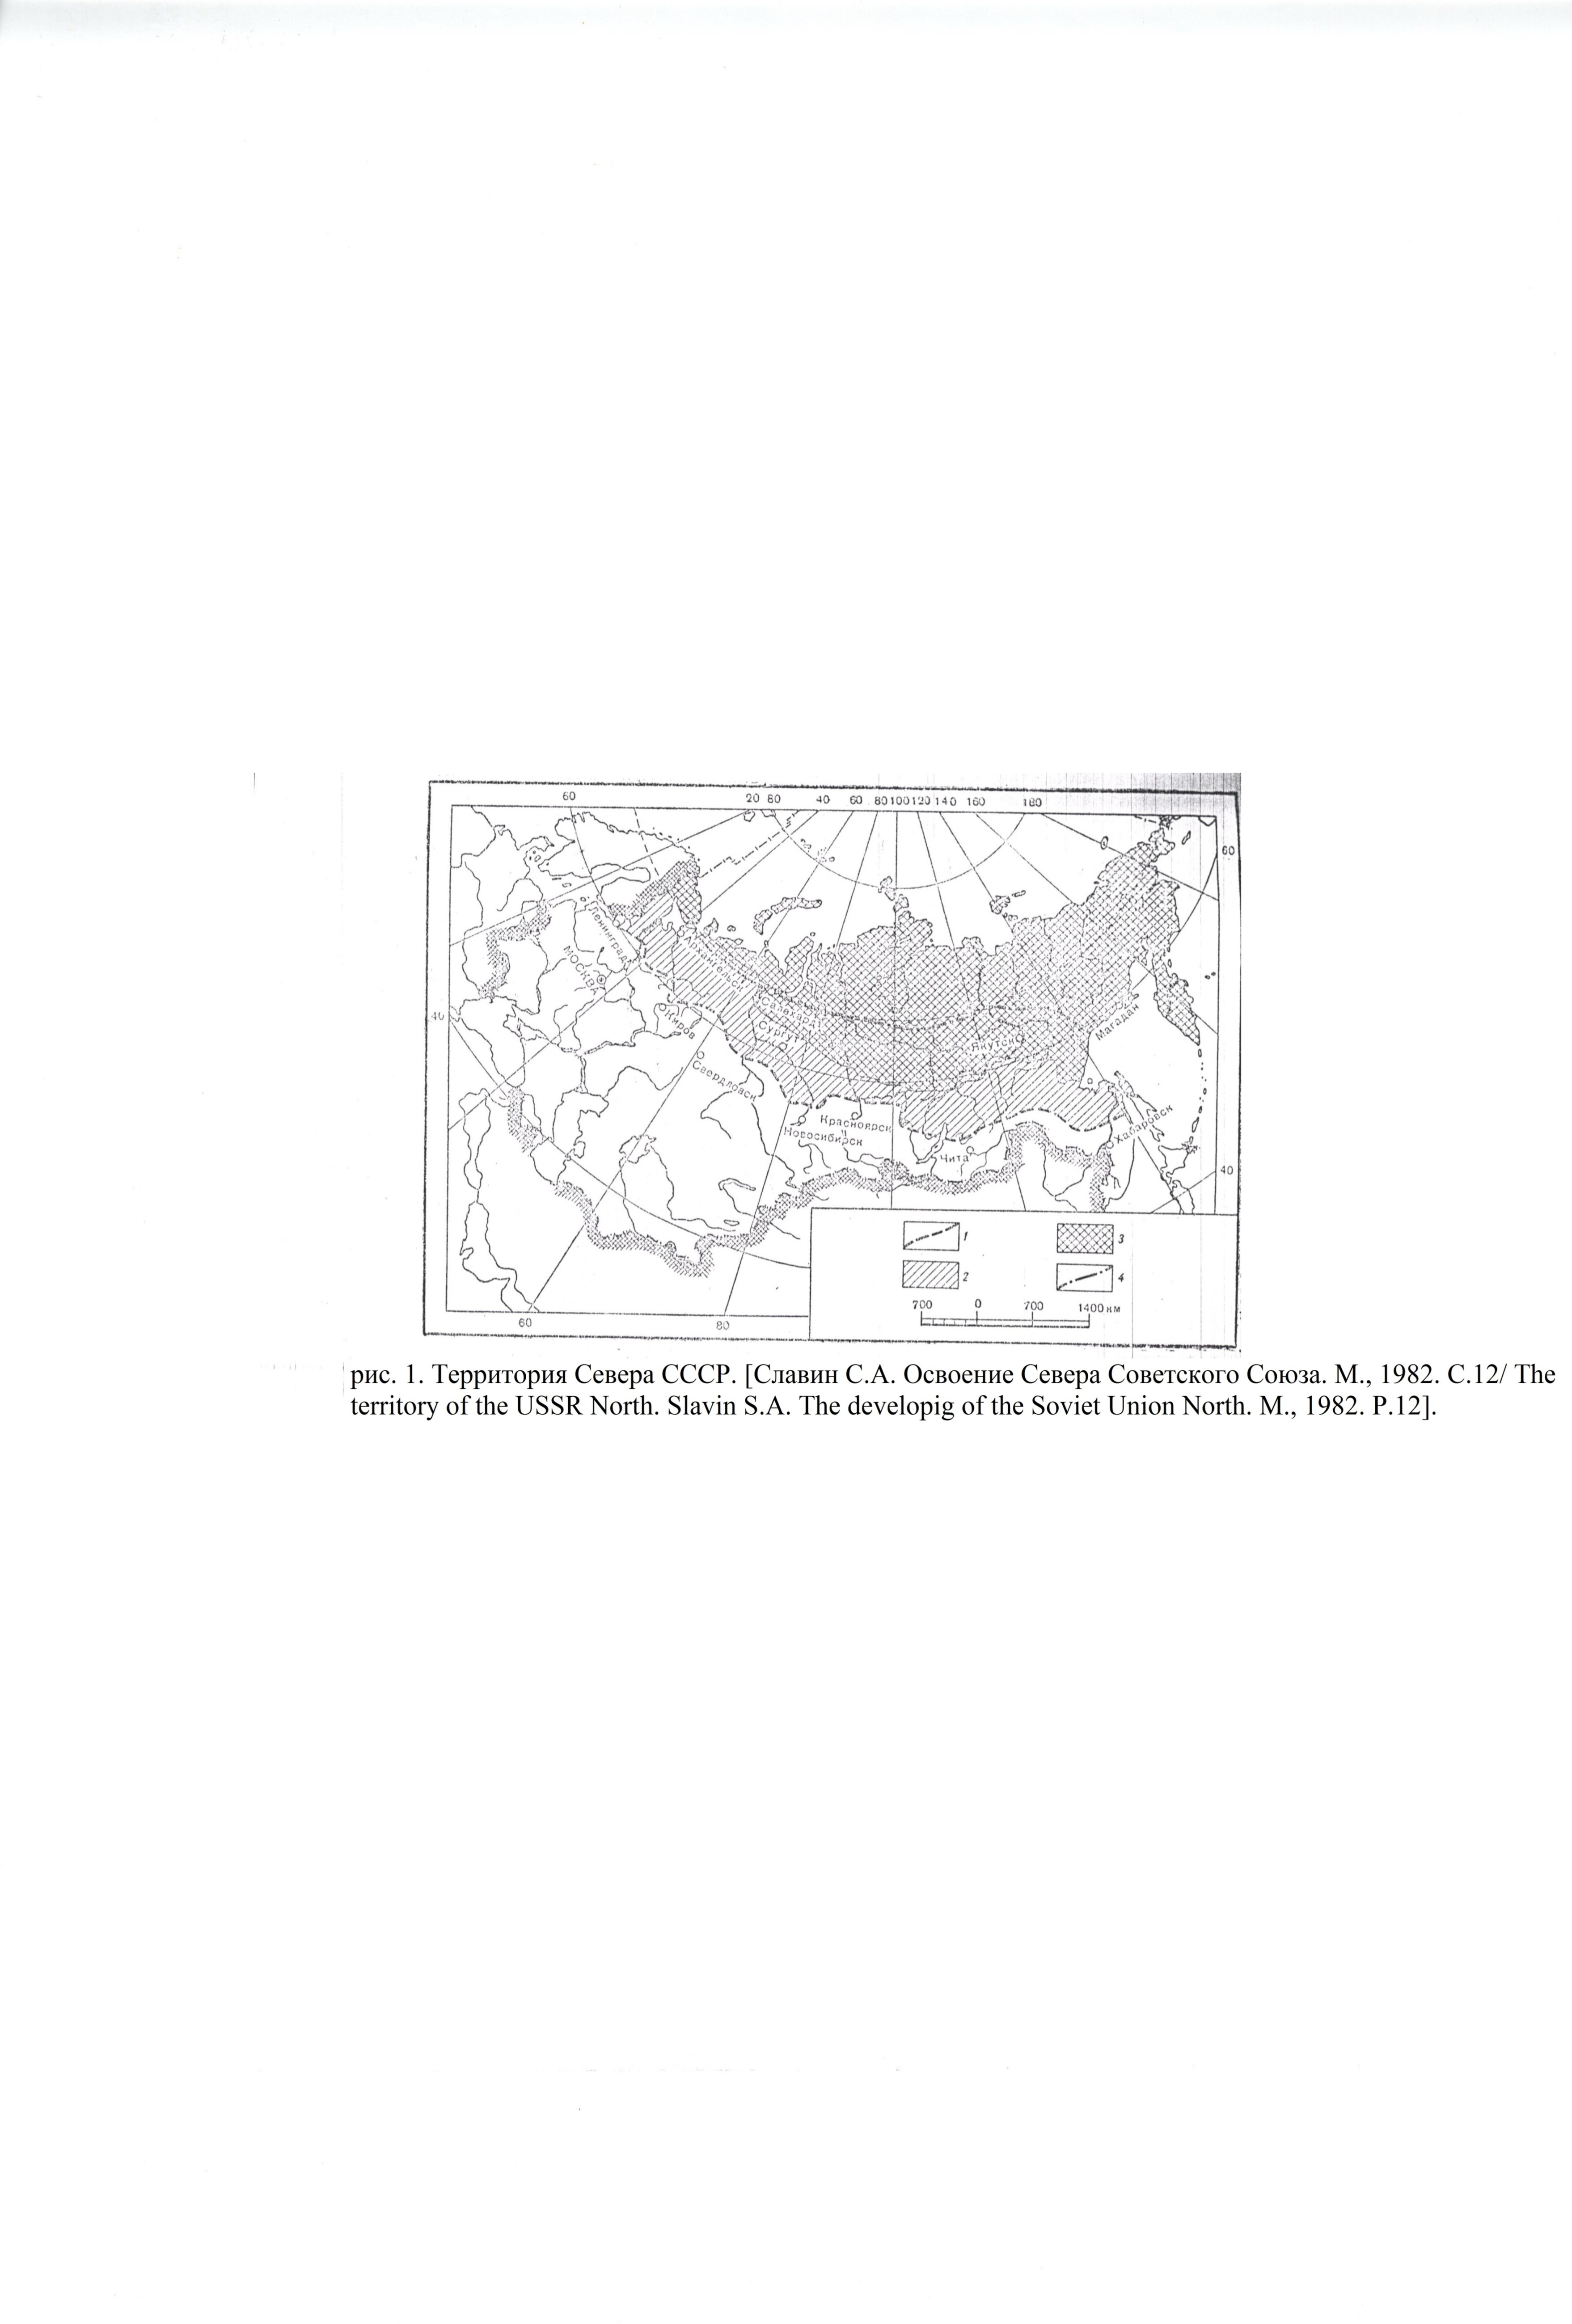 60 20 80 40 60 80 100 120 140 160 180
60
Ленинград
Архангельск
МОСКВА
Салехард
40
Киров
Сургут
Якутск
Магадан
Свердловск
Красноярск
Новосибирск
Хабаровск
Чита
40
1
3
2
4
700 0 700 1400 км
60 80
рис. 1. Территория Севера СССР. [Славин С.А. Освоение Севера Советского Союза. М., 1982. С.12/ The
territory of the USSR North. Slavin S.A. The developig of the Soviet Union North. M., 1982. P.12].